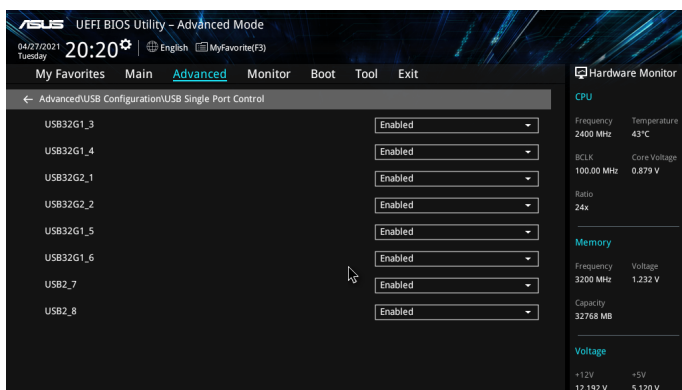 ASUS UEFI BIOS Utility – Advanced Mode
04/27/2021
Tuesday
20:20 English MyFavorite(F3)
My Favorites Main Advanced Monitor Boot Tool Exit
Hardware Monitor
← Advanced\USB Configuration\USB Single Port Control
USB32G1_3 Enabled
USB32G1_4 Enabled
USB32G2_1 Enabled
USB32G2_2 Enabled
USB32G1_5 Enabled
USB32G1_6 Enabled
USB2_7 Enabled
USB2_8 Enabled
CPU
Frequency Temperature
2400 MHz 43°C
BCLK Core Voltage
100.00 MHz 0.879 V
Ratio
24x
Memory
Frequency Voltage
3200 MHz 1.232 V
Capacity
32768 MB
Voltage
+12V +5V
12.192 V 5.120 V